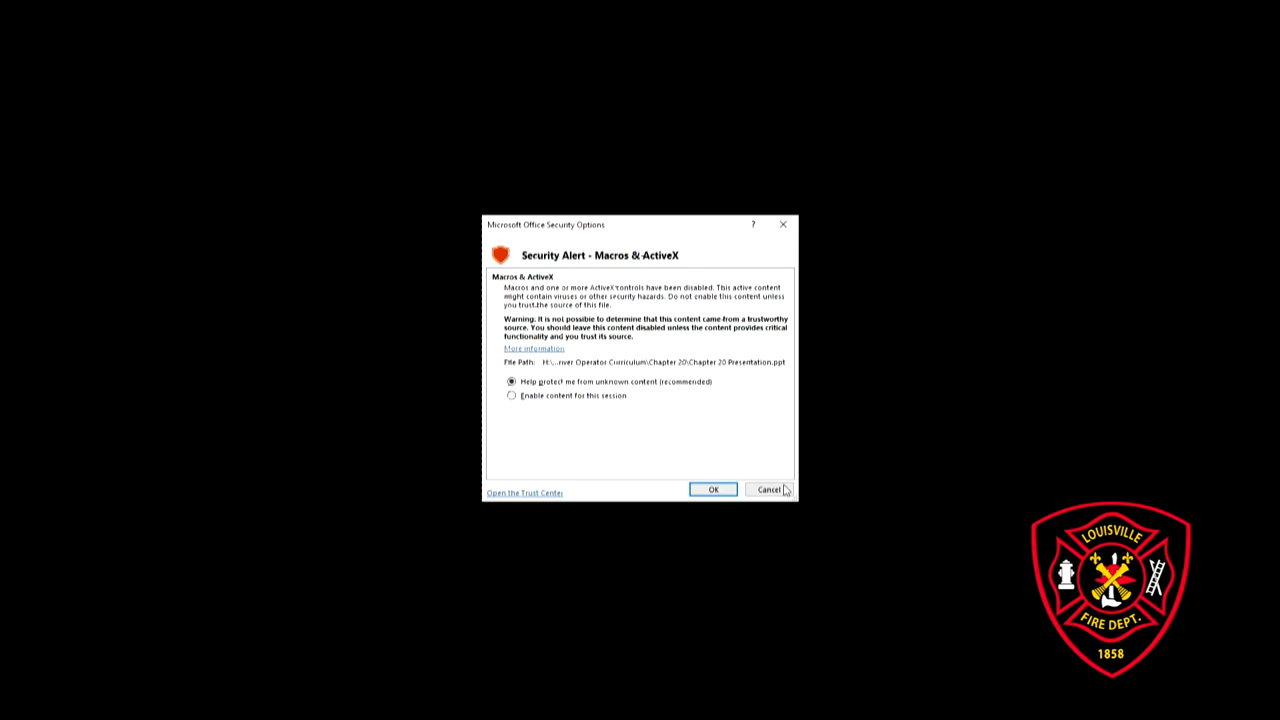 Microsoft Office Security Options
?
Security Alert - Macros & ActiveX
Macros & ActiveX
Macros and one or more ActiveX controls have been disabled. This active content
might contain viruses or other security hazards. Do not enable this content unless
you trust the source of this file.
Warning: It is not possible to determine that this content came from a trustworthy
source. You should leave this content disabled unless the content provides critical
functionality and you trust its source.
More information
File Path: H:\...river Operator Curriculum\Chapter 20\Chapter 20 Presentation.ppt
Help protect me from unknown content (recommended)
Enable content for this session
Open the Trust Center
OK
Cancel
LOUISVILLE
FIRE DEPT.
1858